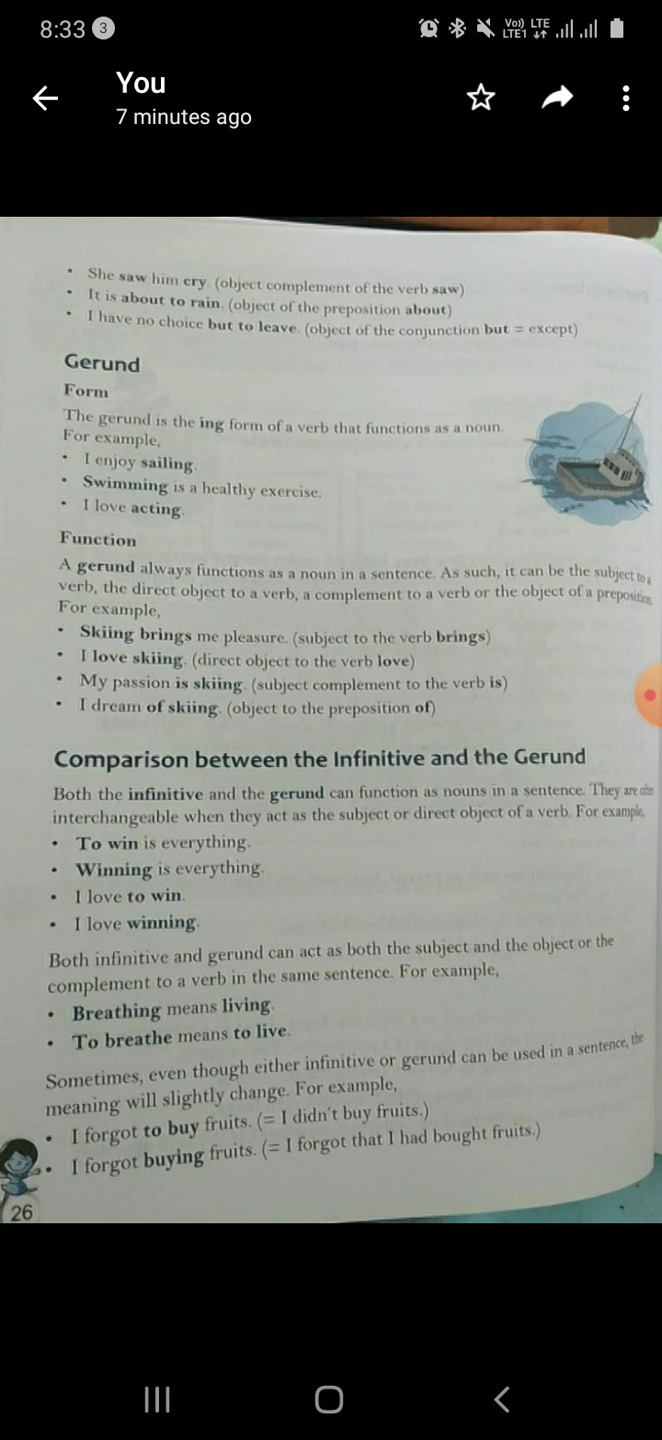 8:33 3 Vo)) LTE LTE1
You
7 minutes ago
• She saw him cry. (object complement of the verb saw)
• It is about to rain. (object of the preposition about)
• I have no choice but to leave. (object of the conjunction but = except)
Gerund
Form
The gerund is the ing form of a verb that functions as a noun.
For example,
• I enjoy sailing.
• Swimming is a healthy exercise.
• I love acting.
Function
A gerund always functions as a noun in a sentence. As such, it can be the subject to a
verb, the direct object to a verb, a complement to a verb or the object of a preposition.
For example,
• Skiing brings me pleasure. (subject to the verb brings)
• I love skiing. (direct object to the verb love)
• My passion is skiing. (subject complement to the verb is)
• I dream of skiing. (object to the preposition of)
Comparison between the Infinitive and the Gerund
Both the infinitive and the gerund can function as nouns in a sentence. They are
interchangeable when they act as the subject or direct object of a verb. For example,
• To win is everything.
• Winning is everything.
• I love to win.
• I love winning.
Both infinitive and gerund can act as both the subject and the object or the
complement to a verb in the same sentence. For example,
• Breathing means living.
• To breathe means to live.
Sometimes, even though either infinitive or gerund can be used in a sentence, the
meaning will slightly change. For example,
• I forgot to buy fruits. (= I didn't buy fruits.)
• I forgot buying fruits. (= I forgot that I had bought fruits.)
26